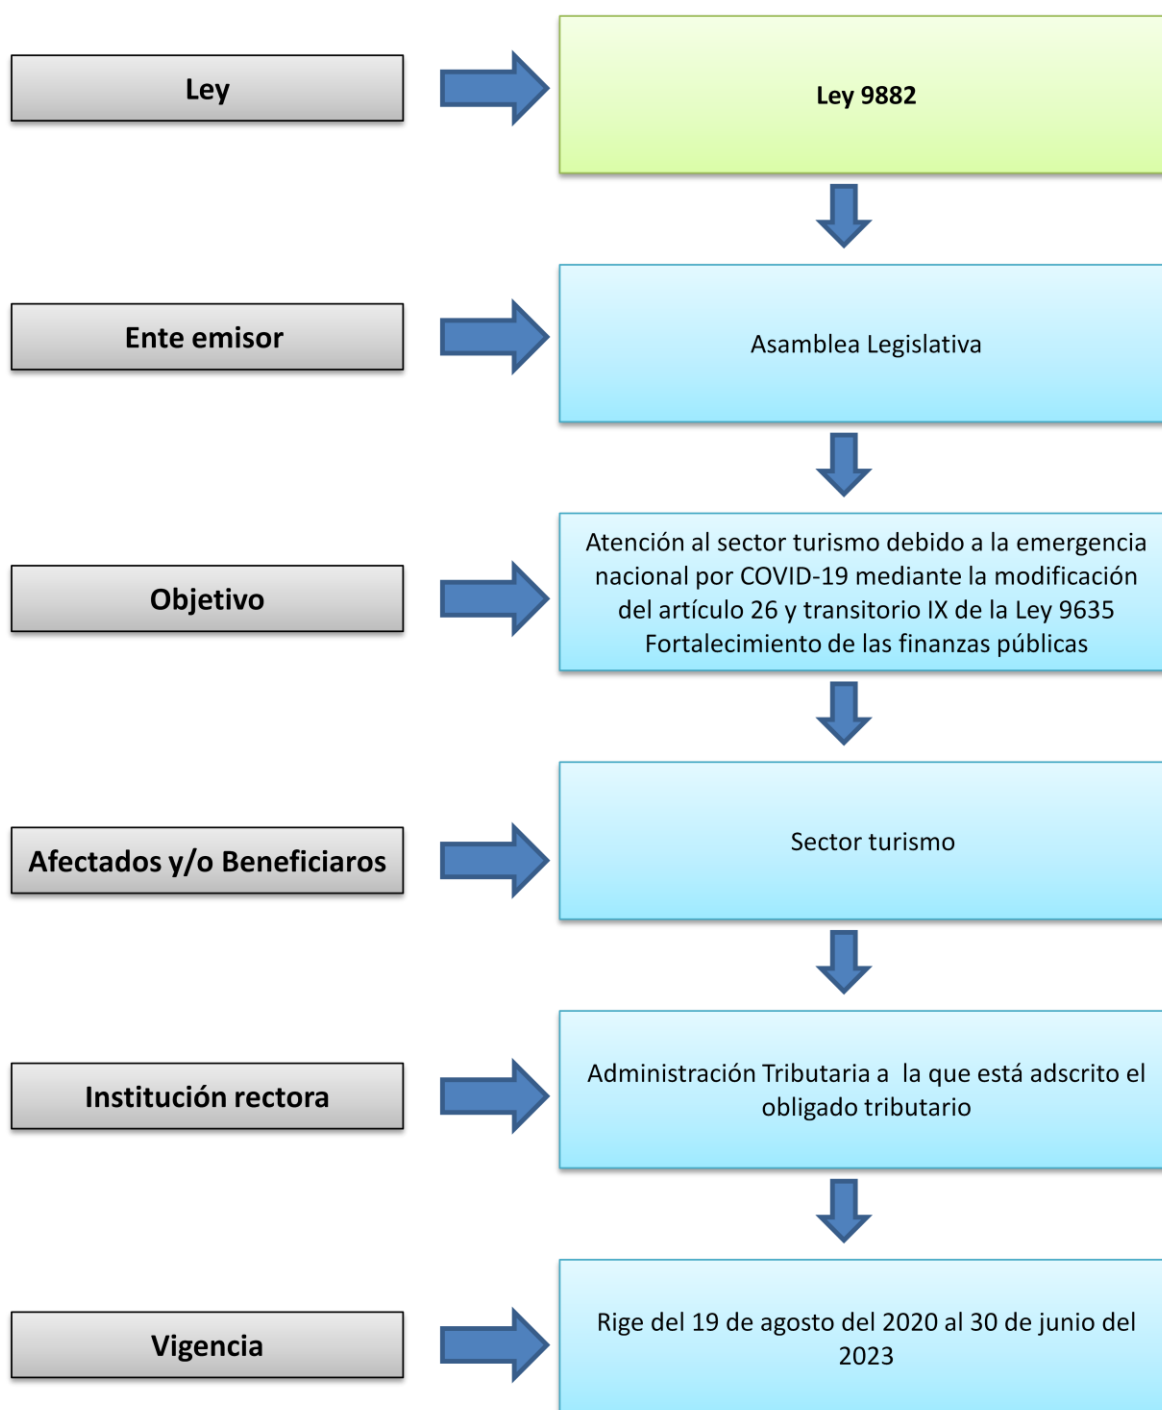 Ley
Ley 9882
Ente emisor
Asamblea Legislativa
Objetivo
Atención al sector turismo debido a la emergencia
nacional por COVID-19 mediante la modificación
del artículo 26 y transitorio IX de la Ley 9635
Fortalecimiento de las finanzas públicas
Afectados y/o Beneficiaros
Sector turismo
Institución rectora
Administración Tributaria a la que está adscrito el
obligado tributario
Vigencia
Rige del 19 de agosto del 2020 al 30 de junio del
2023